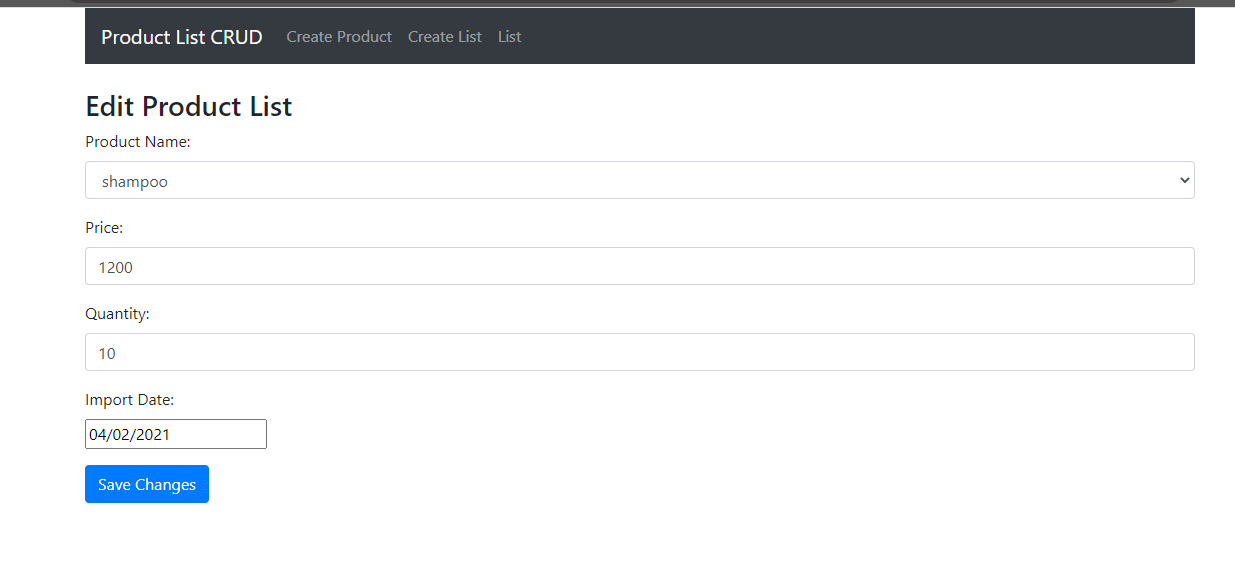 Product List CRUD Create Product Create List List
Edit Product List
Product Name:
shampoo
Price:
1200
Quantity:
10
Import Date:
04/02/2021
Save Changes